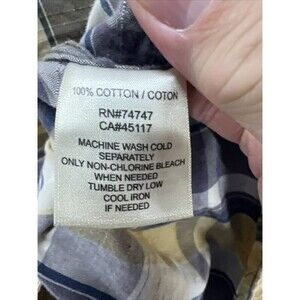 100% COTTON / COTON
RN#74747
CA#45117
MACHINE WASH COLD
SEPARATELY
ONLY NON-CHLORINE BLEACH
WHEN NEEDED
TUMBLE DRY LOW
COOL IRON
IF NEEDED